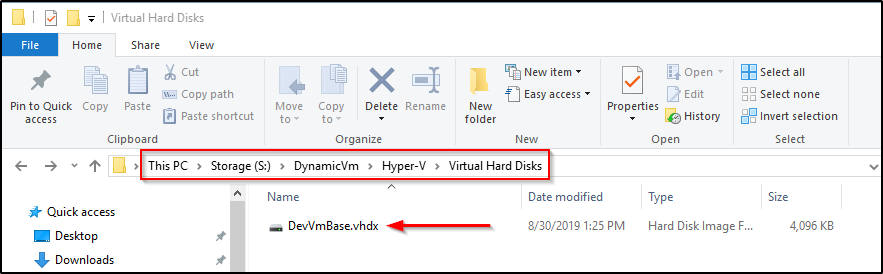 Virtual Hard Disks
File Home Share View
Pin to Quick access
Copy
Paste
Cut
Copy path
Paste shortcut
Clipboard
Move to
Copy to
Delete
Rename
Organize
New folder
New item
Easy access
New
Properties
Open
Edit
History
Open
Select all
Select none
Invert selection
Select
This PC > Storage (S:) > DynamicVm > Hyper-V > Virtual Hard Disks
Quick access
Desktop
Downloads
Name Date modified Type Size
DevVmBase.vhdx 8/30/2019 1:25 PM Hard Disk Image F... 4,096 KB